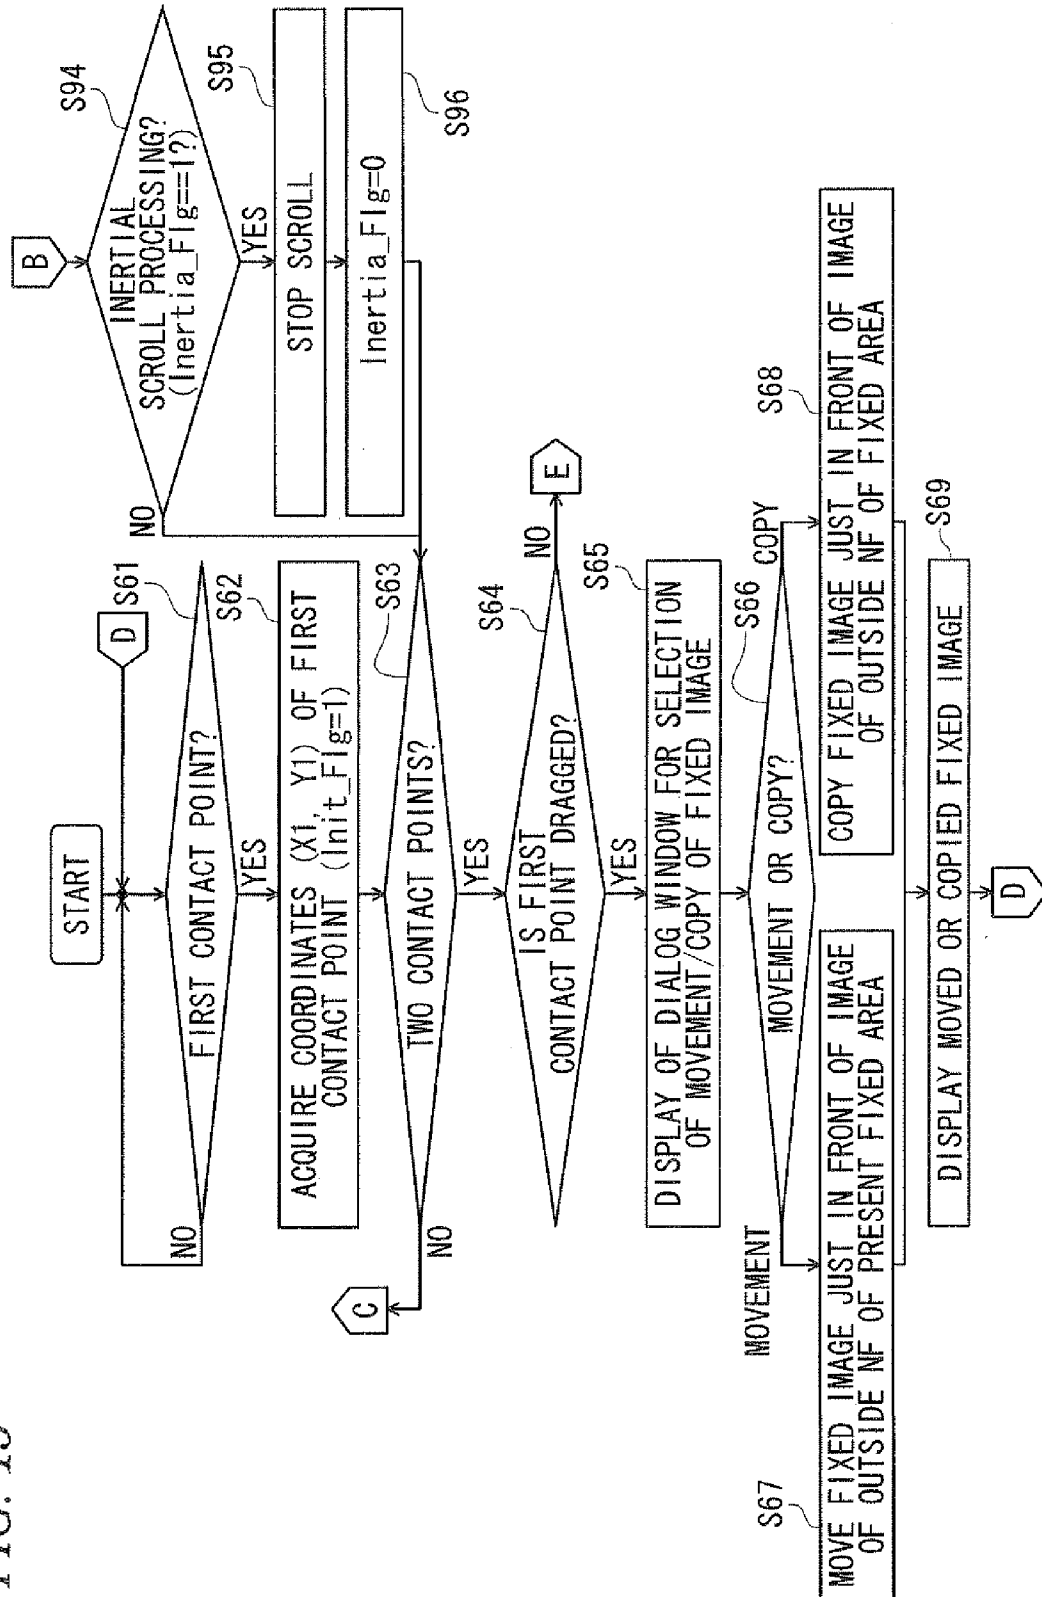 FIG. 15
START
D
FIRST CONTACT POINT?
S61
NO
YES
ACQUIRE COORDINATES (X1, Y1) OF FIRST
CONTACT POINT (Init_Flg=1)
S62
TWO CONTACT POINTS?
S63
NO
C
YES
IS FIRST
CONTACT POINT DRAGGED?
S64
NO
E
YES
DISPLAY OF DIALOG WINDOW FOR SELECTION
OF MOVEMENT/COPY OF FIXED IMAGE
S65
MOVEMENT OR COPY?
S66
MOVEMENT
COPY
MOVE FIXED IMAGE JUST IN FRONT OF IMAGE
OF OUTSIDE NF OF PRESENT FIXED AREA
S67
COPY FIXED IMAGE JUST IN FRONT OF IMAGE
OF OUTSIDE NF OF FIXED AREA
S68
DISPLAY MOVED OR COPIED FIXED IMAGE
S69
D
B
INERTIAL
SCROLL PROCESSING?
(Inertia_Flg==1?)
S94
NO
YES
STOP SCROLL
S95
Inertia_Flg=0
S96